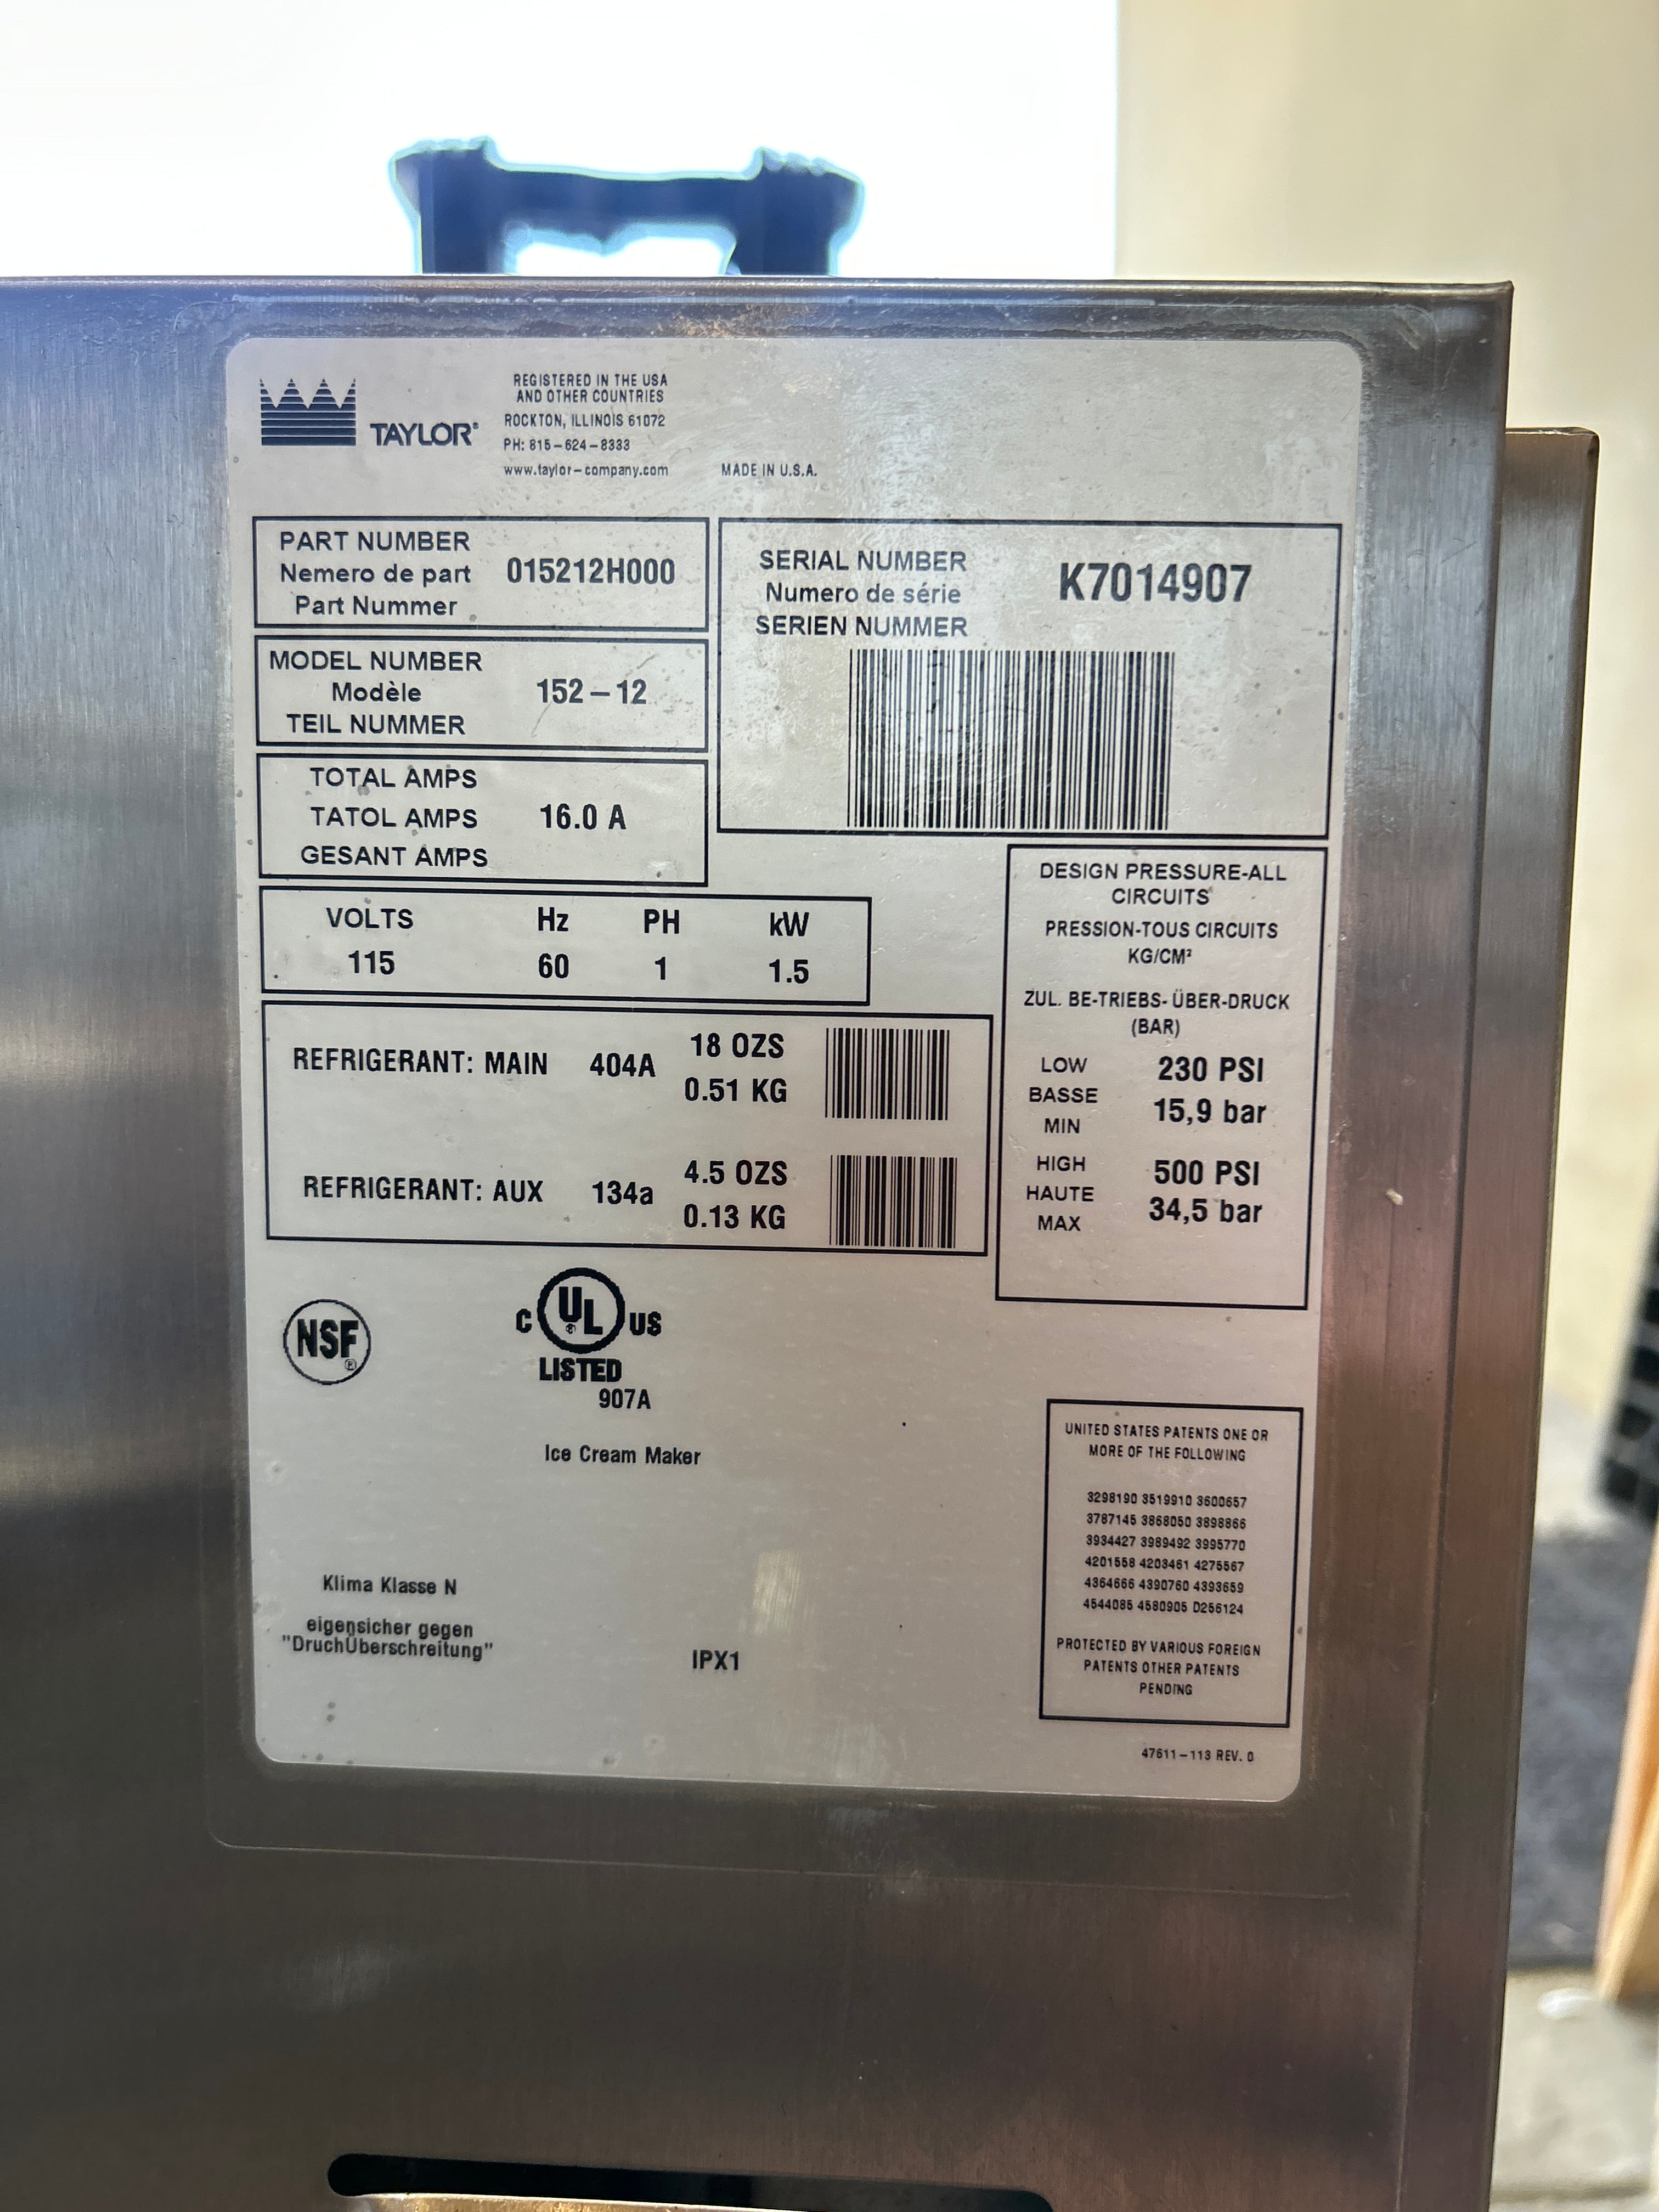 TAYLOR®
REGISTERED IN THE USA
AND OTHER COUNTRIES
ROCKTON, ILLINOIS 61072
PH: 815-624-8333
www.taylor-company.com
MADE IN U.S.A.
PART NUMBER
Nemero de part
Part Nummer
015212H000
SERIAL NUMBER
Numero de série
SERIEN NUMMER
K7014907
MODEL NUMBER
Modèle
TEIL NUMMER
152-12
TOTAL AMPS
TATOL AMPS
GESANT AMPS
16.0 A
VOLTS Hz PH kW
115 60 1 1.5
REFRIGERANT: MAIN 404A
18 OZS
0.51 KG
REFRIGERANT: AUX 134a
4.5 OZS
0.13 KG
DESIGN PRESSURE-ALL
CIRCUITS
PRESSION-TOUS CIRCUITS
KG/CM²
ZUL. BE-TRIEBS-ÜBER-DRUCK
(BAR)
LOW
BASSE
MIN
230 PSI
15,9 bar
HIGH
HAUTE
MAX
500 PSI
34,5 bar
NSF®
C UL® US
LISTED
907A
Ice Cream Maker
UNITED STATES PATENTS ONE OR
MORE OF THE FOLLOWING
3298190 3519910 3600657
3787145 3868050 3898866
3934427 3989492 3995770
4201558 4203461 4275567
4364666 4390760 4393659
4544085 4580905 D256124
PROTECTED BY VARIOUS FOREIGN
PATENTS OTHER PATENTS
PENDING
Klima Klasse N
eigensicher gegen
"DruchÜberschreitung"
IPX1
47611-113 REV. 0